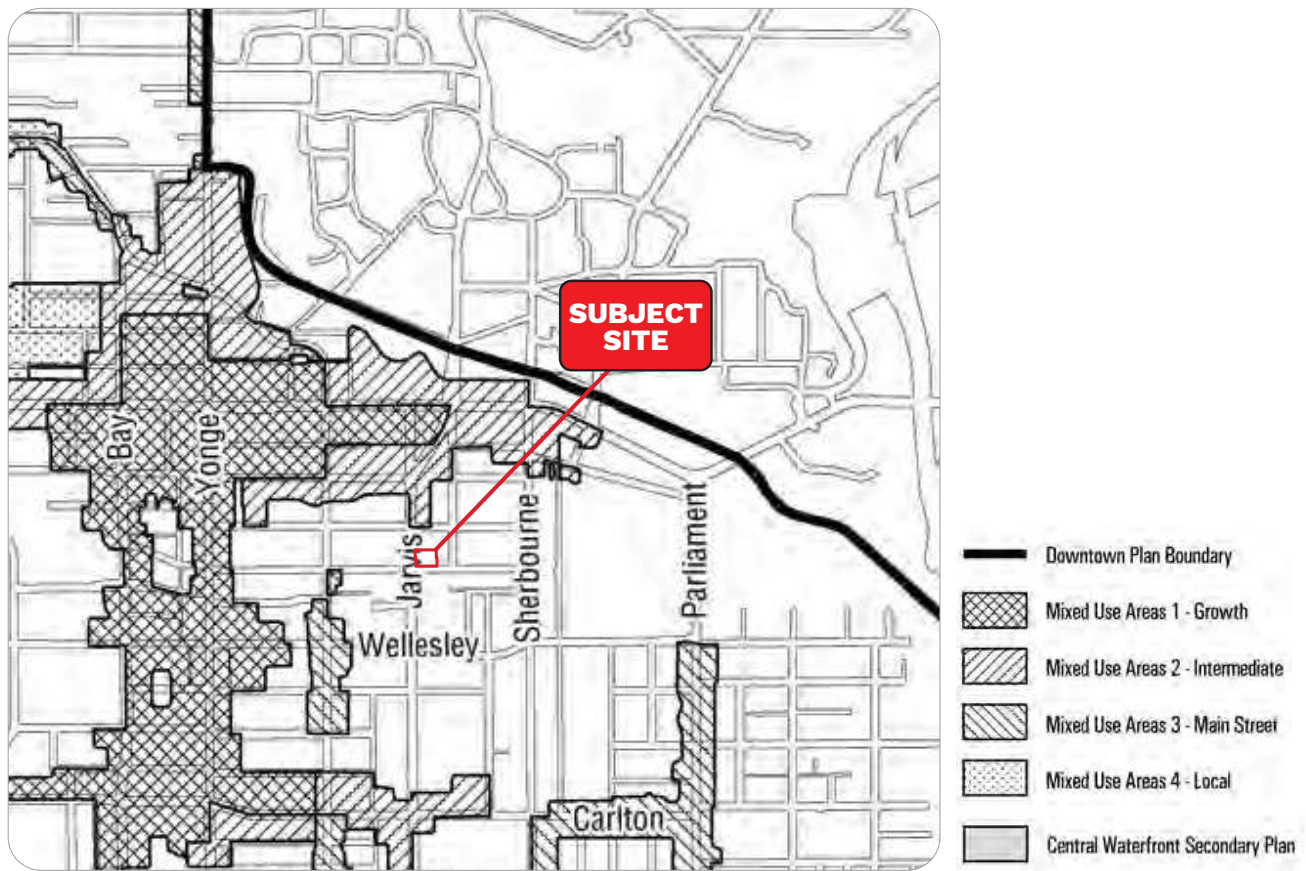 SUBJECT
SITE
Bay
Yonge
Jarvis
Sherbourne
Parliament
Wellesley
Carlton
Downtown Plan Boundary
Mixed Use Areas 1 - Growth
Mixed Use Areas 2 - Intermediate
Mixed Use Areas 3 - Main Street
Mixed Use Areas 4 - Local
Central Waterfront Secondary Plan